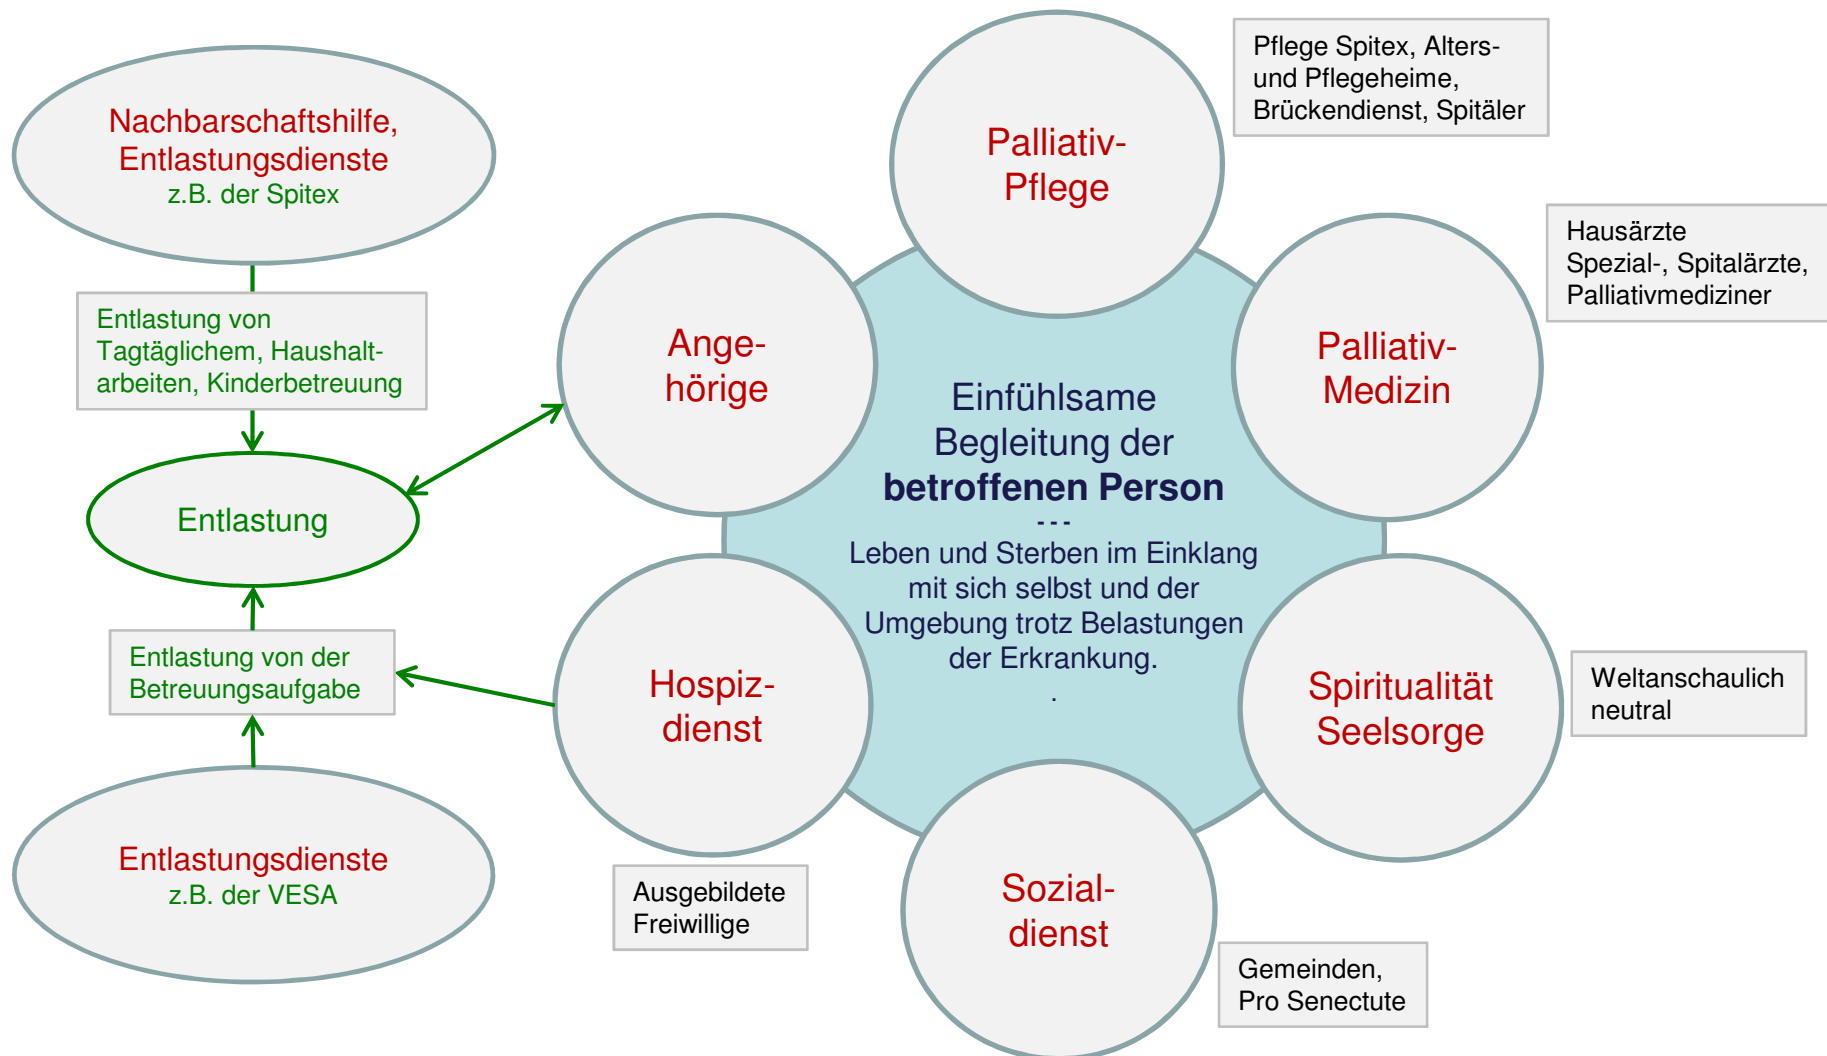 Pflege Spitex, Alters-
und Pflegeheime,
Brückendienst, Spitäler
Nachbarschaftshilfe,
Entlastungsdienste
z.B. der Spitex
Palliativ-
Pflege
Hausärzte
Spezial-, Spitalärzte,
Palliativmediziner
Entlastung von
Tagtäglichem, Haushalt-
arbeiten, Kinderbetreuung
Ange-
hörige
Palliativ-
Medizin
Einfühlsame
Begleitung der
betroffenen Person
---
Leben und Sterben im Einklang
mit sich selbst und der
Umgebung trotz Belastungen
der Erkrankung.
.
Entlastung
Entlastung von der
Betreuungsaufgabe
Hospiz-
dienst
Spiritualität
Seelsorge
Weltanschaulich
neutral
Entlastungsdienste
z.B. der VESA
Ausgebildete
Freiwillige
Sozial-
dienst
Gemeinden,
Pro Senectute